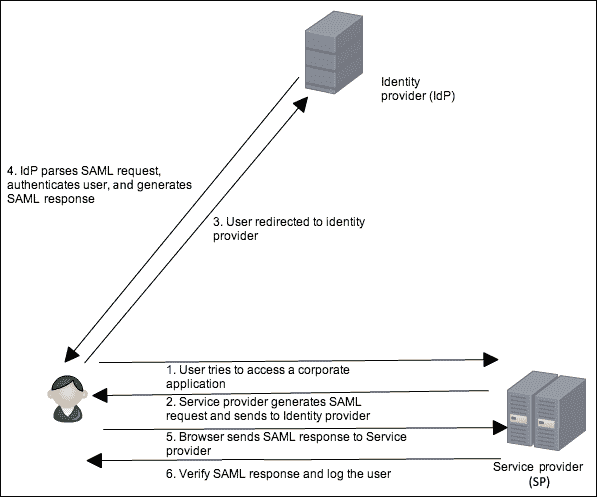 Identity
provider (IdP)
4. IdP parses SAML request,
authenticates user, and generates
SAML response
3. User redirected to identity
provider
1. User tries to access a corporate
application
2. Service provider generates SAML
request and sends to Identity provider
5. Browser sends SAML response to Service
provider
6. Verify SAML response and log the user
Service provider
(SP)